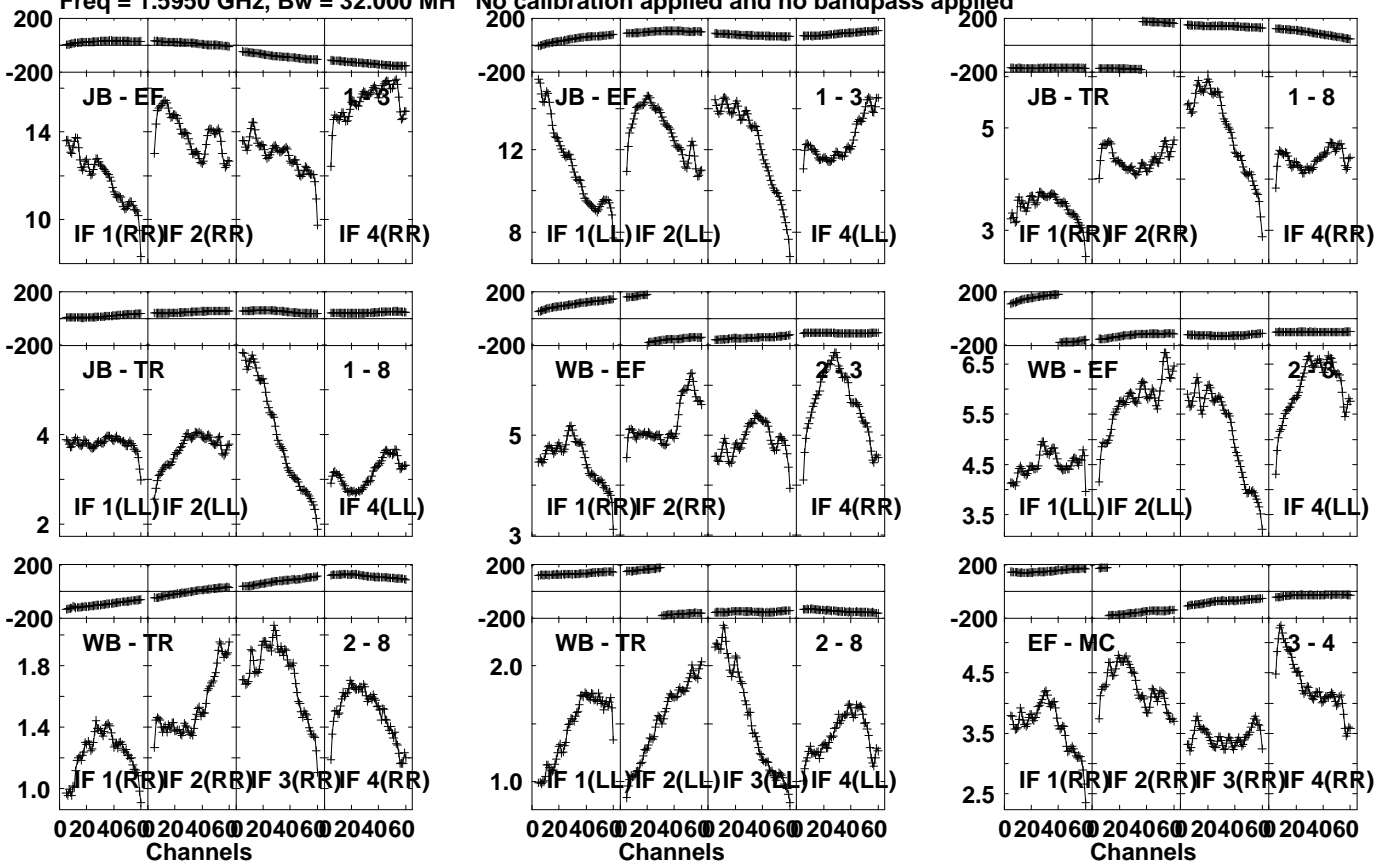 Freq = 1.5950 GHz, Bw = 32.000 MH No calibration applied and no bandpass applied
200
-200
JB - EF
1 - 3
14
10
IF 1(RR) IF 2(RR) IF 4(RR)
200
-200
JB - EF
1 - 3
12
8
IF 1(LL) IF 2(LL) IF 4(LL)
200
-200
JB - TR
1 - 8
5
3
IF 1(RR) IF 2(RR) IF 4(RR)
200
-200
JB - TR
1 - 8
4
2
IF 1(LL) IF 2(LL) IF 4(LL)
200
-200
WB - EF
2 - 3
5
3
IF 1(RR) IF 2(RR) IF 4(RR)
200
-200
6.5
WB - EF
2 - 3
5.5
4.5
3.5
IF 1(LL) IF 2(LL) IF 4(LL)
200
-200
WB - TR
2 - 8
1.8
1.4
1.0
IF 1(RR) IF 2(RR) IF 3(RR) IF 4(RR)
0 20 40 60 0 20 40 60 0 20 40 60 0 20 40 60
Channels
200
-200
WB - TR
2 - 8
2.0
1.0
IF 1(LL) IF 2(LL) IF 3(LL) IF 4(LL)
0 20 40 60 0 20 40 60 0 20 40 60 0 20 40 60
Channels
200
-200
EF - MC
3 - 4
4.5
3.5
2.5
IF 1(RR) IF 2(RR) IF 3(RR) IF 4(RR)
0 20 40 60 0 20 40 60 0 20 40 60 0 20 40 60
Channels